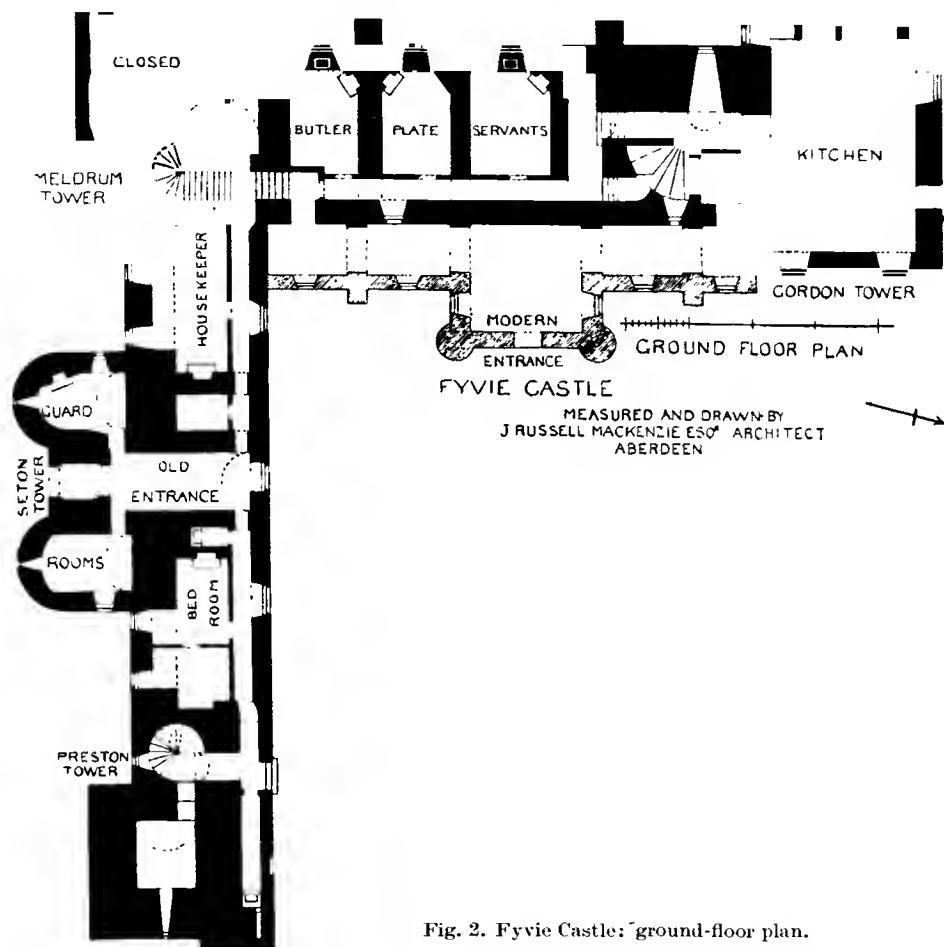 CLOSED
BUTLER
PLATE
SERVANTS
KITCHEN
MELDRUM
TOWER
HOUSEKEEPER
GORDON TOWER
MODERN
ENTRANCE
GROUND FLOOR PLAN
FYVIE CASTLE
MEASURED AND DRAWN BY
J RUSSELL MACKENZIE ESQR ARCHITECT
ABERDEEN
GUARD
SETON
TOWER
OLD
ENTRANCE
ROOMS
BED
ROOM
PRESTON
TOWER
Fig. 2. Fyvie Castle: ground-floor plan.